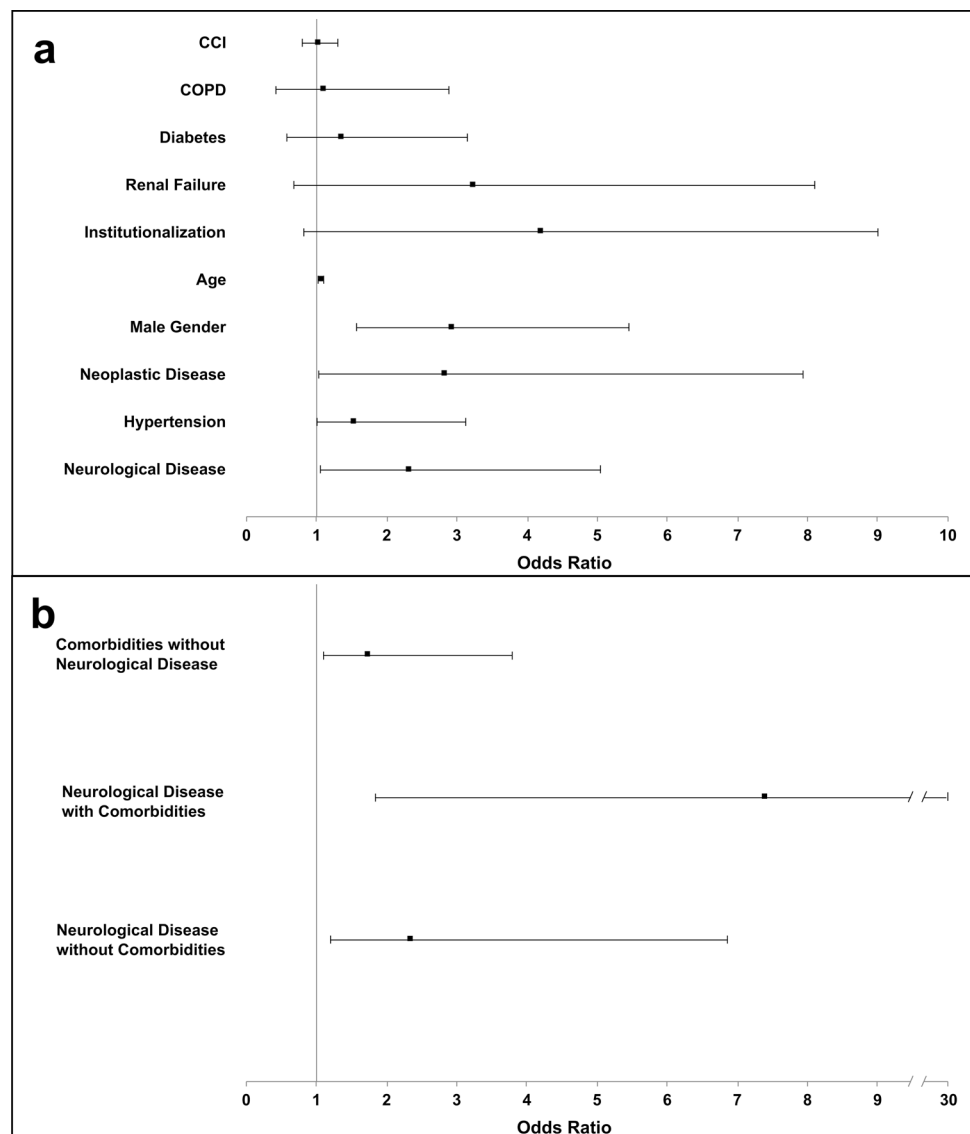 a
CCI
COPD
Diabetes
Renal Failure
Institutionalization
Age
Male Gender
Neoplastic Disease
Hypertension
Neurological Disease
0 1 2 3 4 5 6 7 8 9 10
Odds Ratio
b
Comorbidities without
Neurological Disease
Neurological Disease
with Comorbidities
Neurological Disease
without Comorbidities
0 1 2 3 4 5 6 7 8 9 30
Odds Ratio